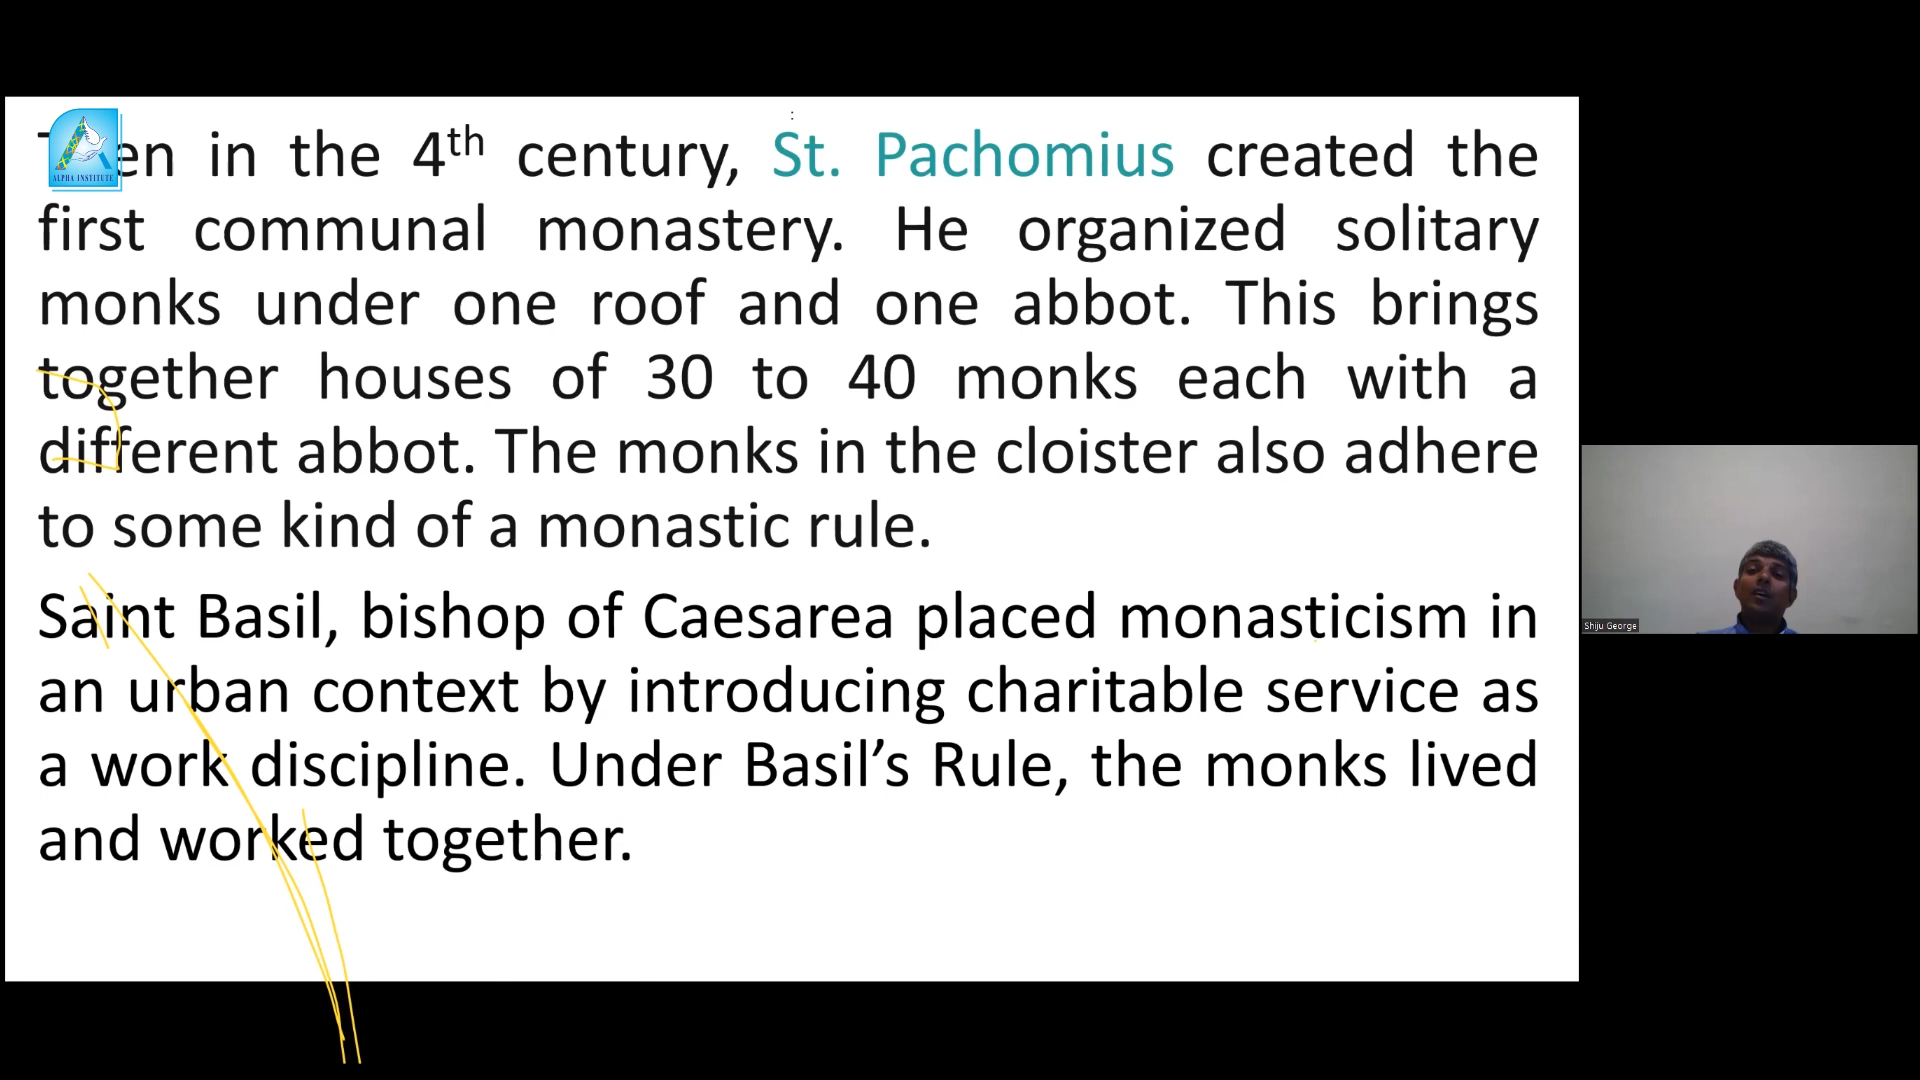 en in the 4th century, St. Pachomius created the
first communal monastery. He organized solitary
monks under one roof and one abbot. This brings
together houses of 30 to 40 monks each with a
different abbot. The monks in the cloister also adhere
to some kind of a monastic rule.
Saint Basil, bishop of Caesarea placed monasticism in
an urban context by introducing charitable service as
a work discipline. Under Basil’s Rule, the monks lived
and worked together.
ALPHA INSTITUTE
Shiju George